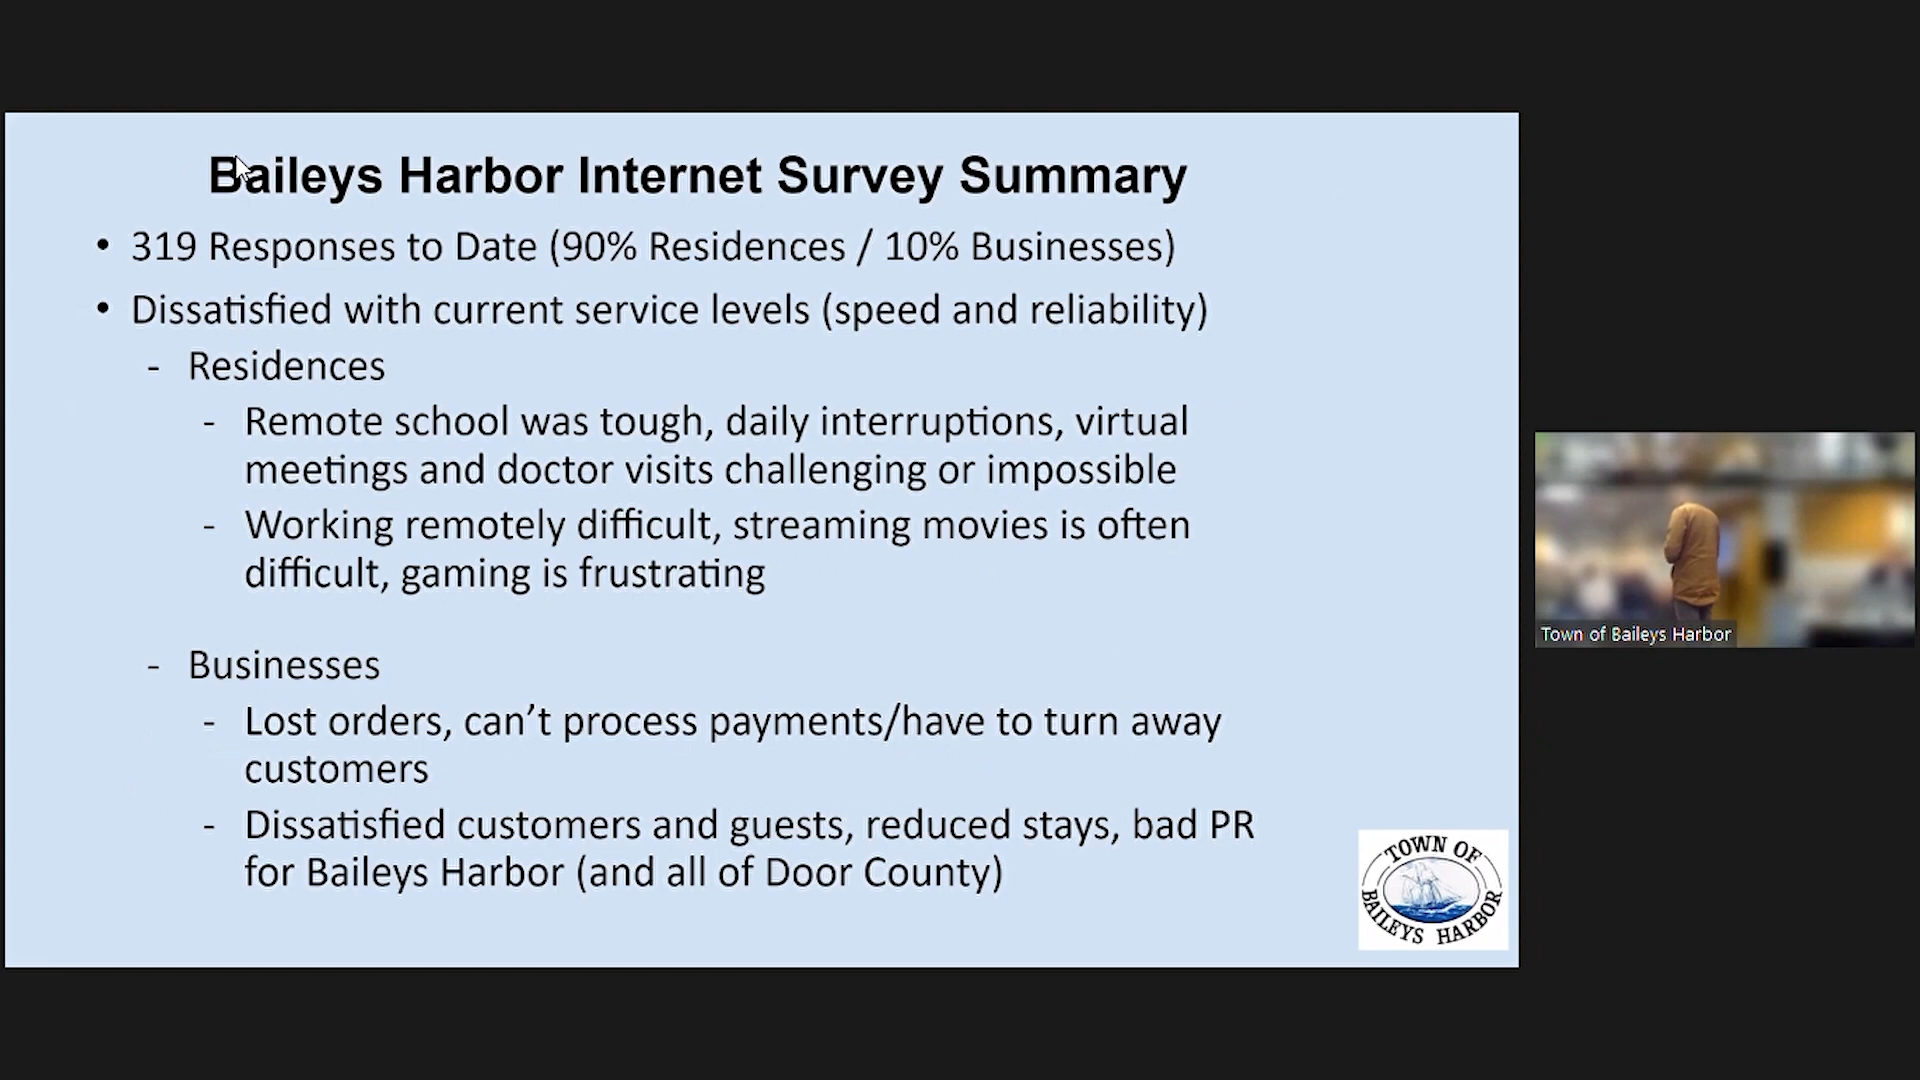 Baileys Harbor Internet Survey Summary
• 319 Responses to Date (90% Residences / 10% Businesses)
• Dissatisfied with current service levels (speed and reliability)
- Residences
- Remote school was tough, daily interruptions, virtual
meetings and doctor visits challenging or impossible
- Working remotely difficult, streaming movies is often
difficult, gaming is frustrating
- Businesses
- Lost orders, can’t process payments/have to turn away
customers
- Dissatisfied customers and guests, reduced stays, bad PR
for Baileys Harbor (and all of Door County)
TOWN OF
BAILEYS HARBOR
Town of Baileys Harbor